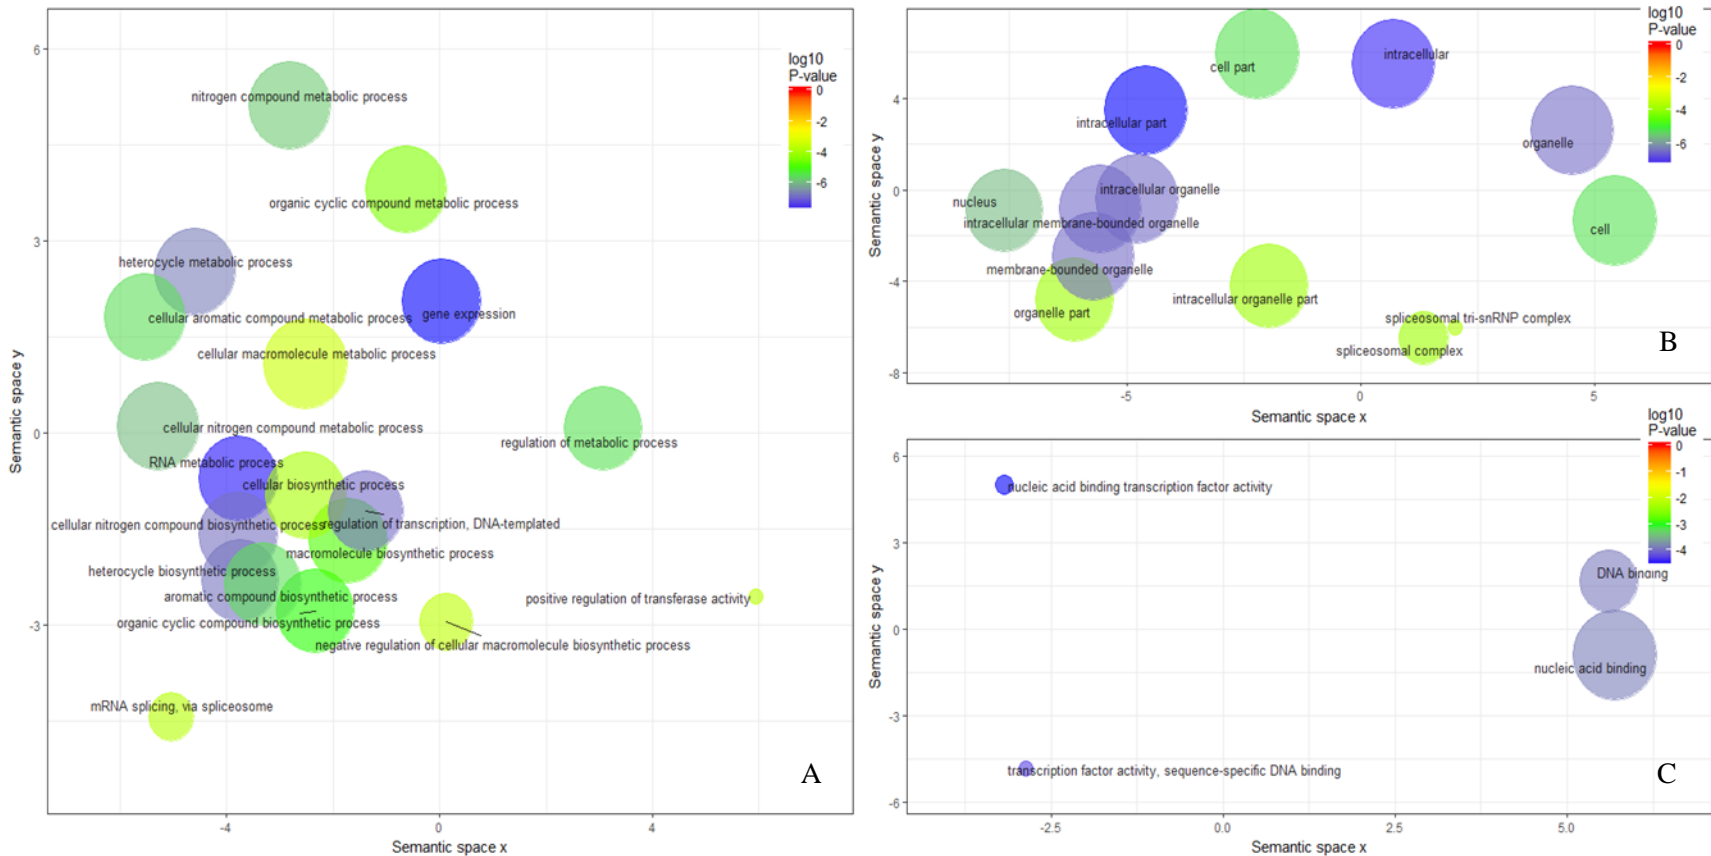 log10
P-value
0
-2
-4
-6
6
3
0
-3
Semantic space y
nitrogen compound metabolic process
organic cyclic compound metabolic process
heterocycle metabolic process
cellular aromatic compound metabolic process
gene expression
cellular macromolecule metabolic process
cellular nitrogen compound metabolic process
regulation of metabolic process
RNA metabolic process
cellular biosynthetic process
cellular nitrogen compound biosynthetic process
regulation of transcription, DNA-templated
macromolecule biosynthetic process
heterocycle biosynthetic process
aromatic compound biosynthetic process
positive regulation of transferase activity
organic cyclic compound biosynthetic process
negative regulation of cellular macromolecule biosynthetic process
mRNA splicing, via spliceosome
A
-4
0
4
Semantic space x
log10
P-value
0
-2
-4
-6
4
0
-4
-8
Semantic space y
intracellular
cell part
intracellular part
organelle
intracellular organelle
nucleus
intracellular membrane-bounded organelle
cell
membrane-bounded organelle
intracellular organelle part
organelle part
spliceosomal tri-snRNP complex
spliceosomal complex
B
-5
0
5
Semantic space x
log10
P-value
0
-1
-2
-3
-4
6
3
0
-3
-6
Semantic space y
nucleic acid binding transcription factor activity
DNA binding
nucleic acid binding
transcription factor activity, sequence-specific DNA binding
C
-2.5
0.0
2.5
5.0
Semantic space x